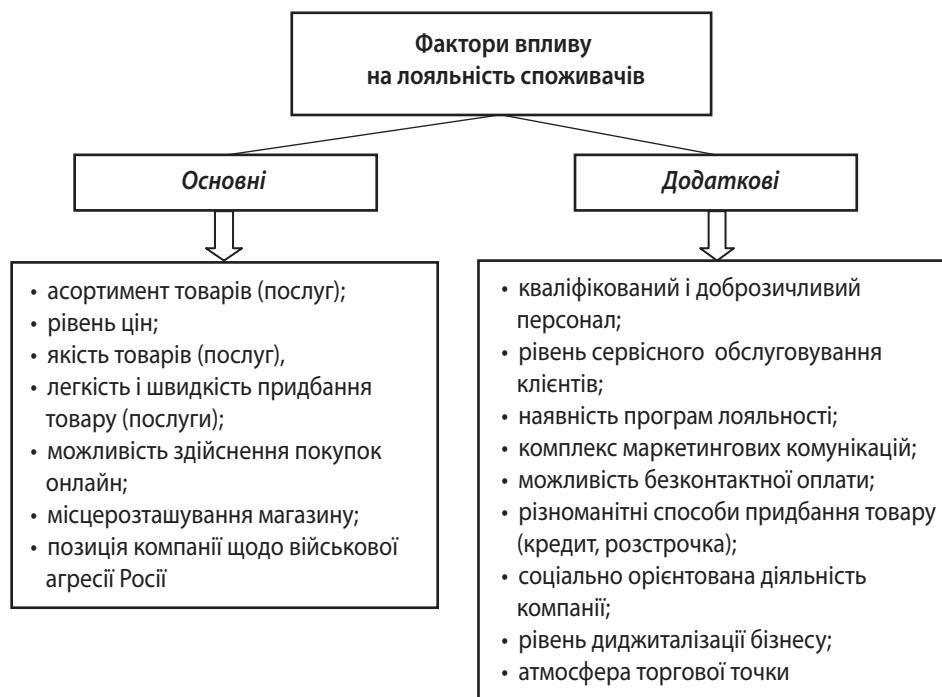 Фактори впливу
на лояльність споживачів
Основні
Додаткові
• асортимент товарів (послуг);
• рівень цін;
• якість товарів (послуг),
• легкість і швидкість придбання
товару (послуги);
• можливість здійснення покупок
онлайн;
• місцерозташування магазину;
• позиція компанії щодо військової
агресії Росії
• кваліфікований і доброзичливий
персонал;
• рівень сервісного обслуговування
клієнтів;
• наявність програм лояльності;
• комплекс маркетингових комунікацій;
• можливість безконтактної оплати;
• різноманітні способи придбання товару
(кредит, розстрочка);
• соціально орієнтована діяльність
компанії;
• рівень диджиталізації бізнесу;
• атмосфера торгової точки